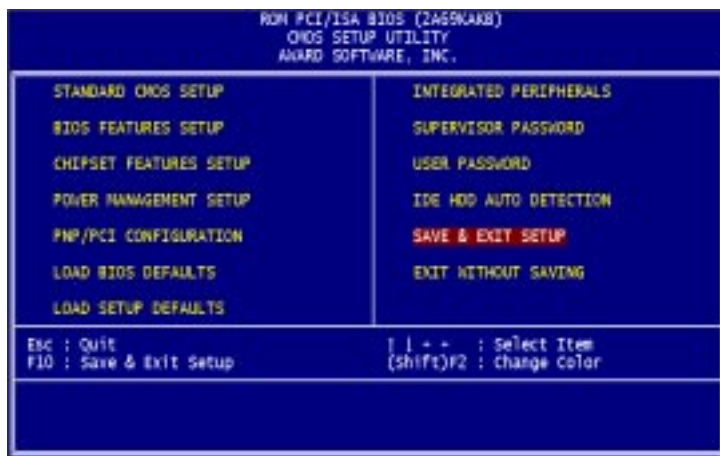 ROM PCI/ISA BIOS (2A69KAKB)
CMOS SETUP UTILITY
AWARD SOFTWARE, INC.
STANDARD CMOS SETUP
BIOS FEATURES SETUP
CHIPSET FEATURES SETUP
POWER MANAGEMENT SETUP
PNP/PCI CONFIGURATION
LOAD BIOS DEFAULTS
LOAD SETUP DEFAULTS
INTEGRATED PERIPHERALS
SUPERVISOR PASSWORD
USER PASSWORD
IDE HDD AUTO DETECTION
SAVE & EXIT SETUP
EXIT WITHOUT SAVING
Esc : Quit
F10 : Save & Exit Setup
: Select Item
(Shift)F2 : Change Color